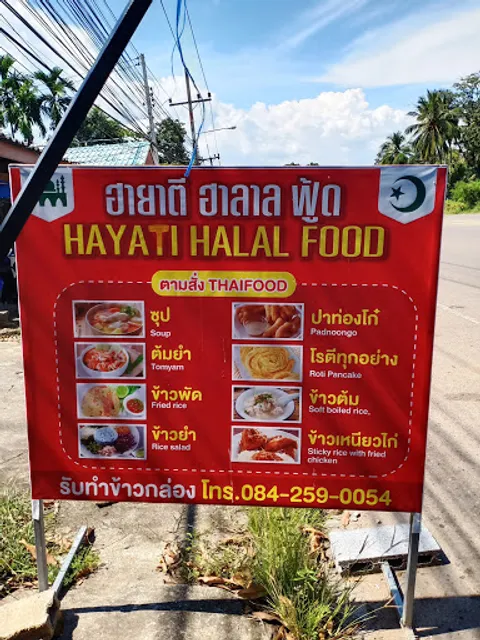 ฮายาตี ฮาลาล ฟู้ด
HAYATI HALAL FOOD
ตามสั่ง THAIFOOD
ซุป
Soup
ต้มยำ
Tomyam
ข้าวผัด
Fried rice
ข้าวยำ
Rice salad
ปาท่องโก๋
Padnoongo
โรตีทุกอย่าง
Roti Pancake
ข้าวต้ม
Soft boiled rice,
ข้าวเหนียวไก่
Sticky rice with fried
chicken
รับทำข้าวกล่อง โทร.084-259-0054